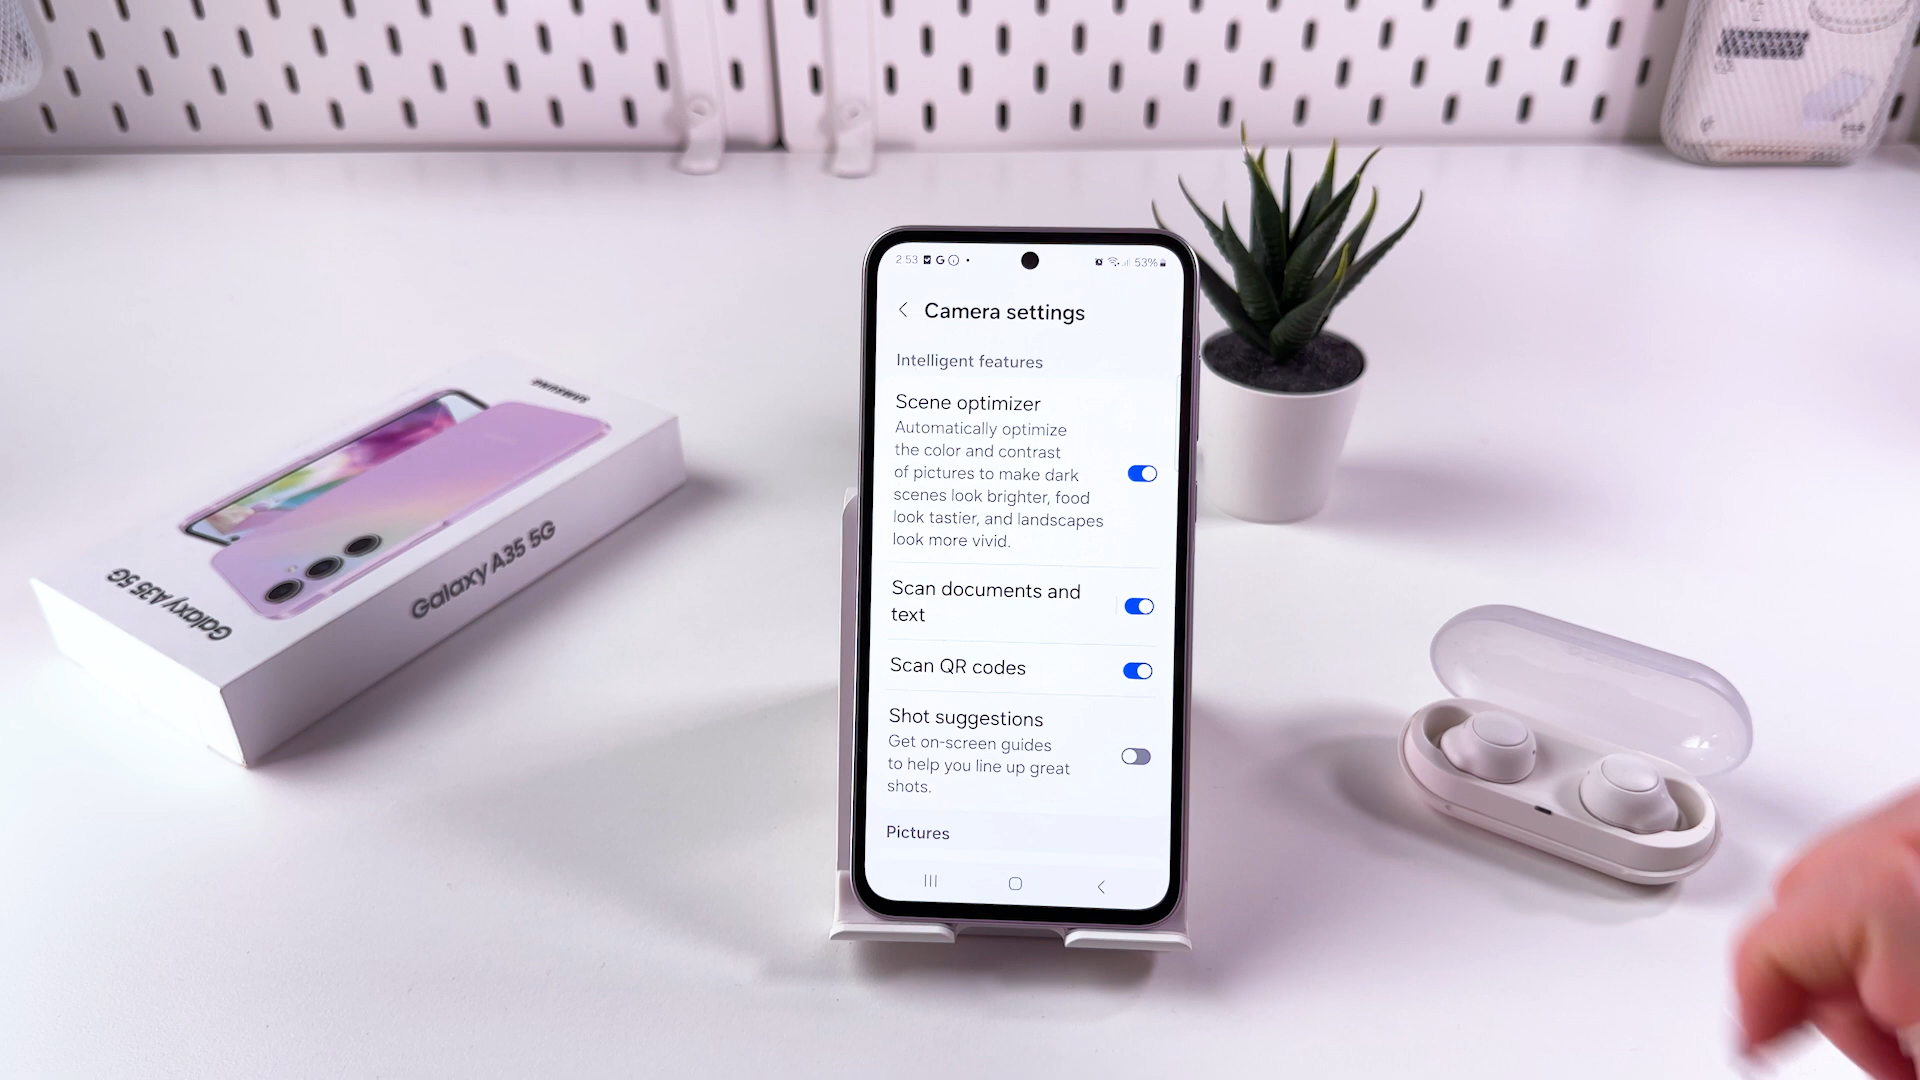 2:53
53%
Camera settings
Intelligent features
Scene optimizer
Automatically optimize
the color and contrast
of pictures to make dark
scenes look brighter, food
look tastier, and landscapes
look more vivid.
Scan documents and
text
Scan QR codes
Shot suggestions
Get on-screen guides
to help you line up great
shots.
Pictures
SAMSUNG
Galaxy A35 5G
Galaxy A35 5G